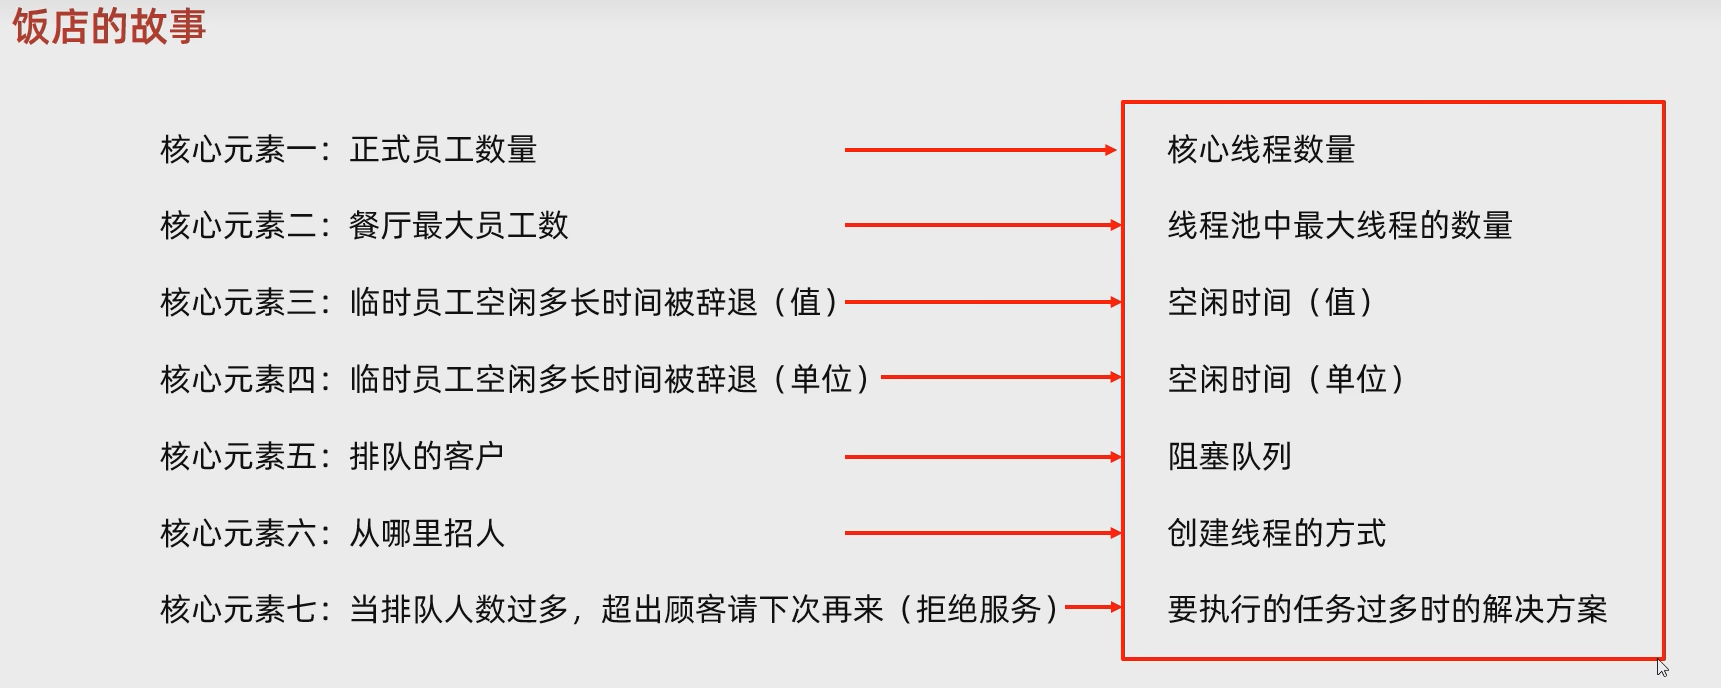 饭店的故事
核心元素一：正式员工数量 核心线程数量
核心元素二：餐厅最大员工数 线程池中最大线程的数量
核心元素三：临时员工空闲多长时间被辞退（值） 空闲时间（值）
核心元素四：临时员工空闲多长时间被辞退（单位） 空闲时间（单位）
核心元素五：排队的客户 阻塞队列
核心元素六：从哪里招人 创建线程的方式
核心元素七：当排队人数过多，超出顾客请下次再来（拒绝服务） 要执行的任务过多时的解决方案